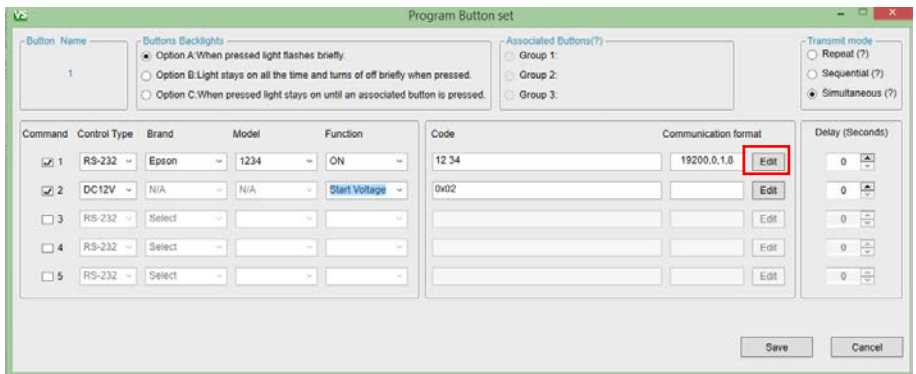 VS Program Button set
Button Name
1
Buttons Backlights
Option A:When pressed light flashes briefly.
Option B:Light stays on all the time and turns of off briefly when pressed.
Option C:When pressed light stays on until an associated button is pressed.
Associated Buttons(?)
Group 1:
Group 2:
Group 3:
Transmit mode
Repeat (?)
Sequential (?)
Simultaneous (?)
Command Control Type Brand Model Function Code Communication format Delay (Seconds)
1 RS-232 Epson 1234 ON 12 34 19200,0,1,8 Edit 0
2 DC12V N/A N/A Start Voltage 0x02 Edit 0
3 RS-232 Select Edit 0
4 RS-232 Select Edit 0
5 RS-232 Select Edit 0
Save Cancel